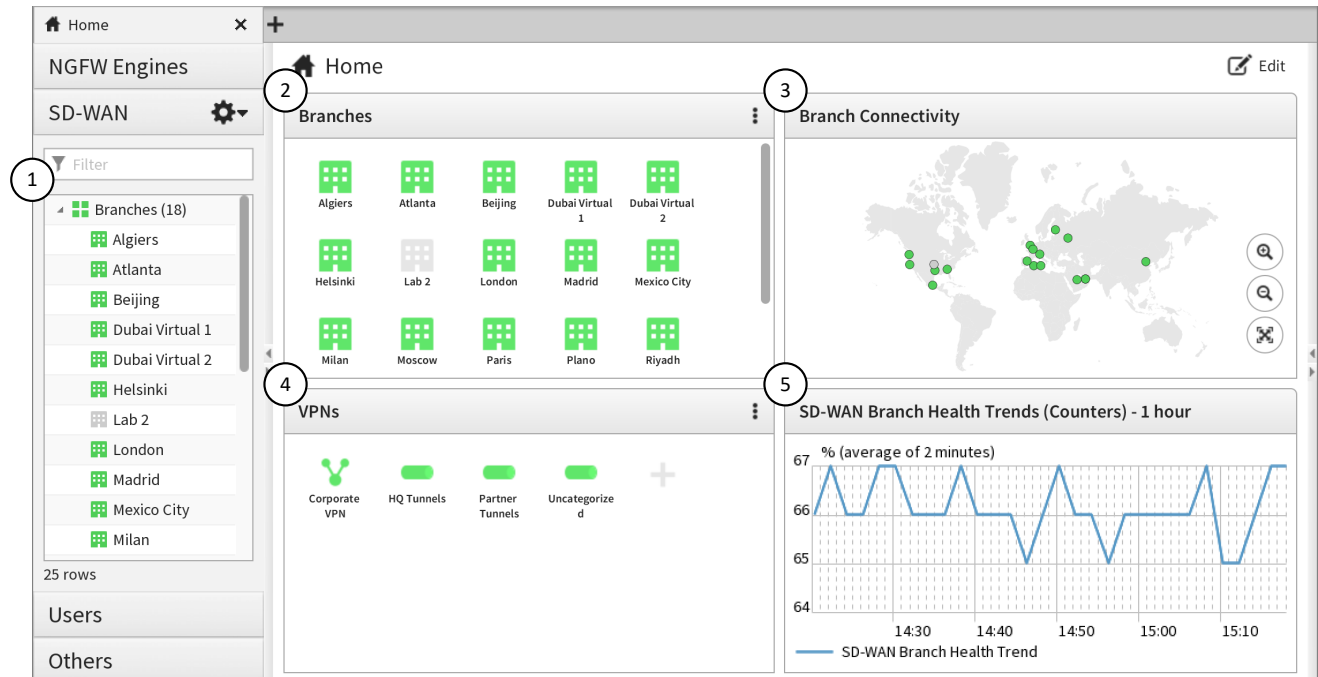 Home
NGFW Engines
SD-WAN
1
Filter
Branches (18)
Algiers
Atlanta
Beijing
Dubai Virtual 1
Dubai Virtual 2
Helsinki
Lab 2
London
Madrid
Mexico City
Milan
25 rows
Users
Others
Home
Edit
2
Branches
Algiers
Atlanta
Beijing
Dubai Virtual
1
Dubai Virtual
2
Helsinki
Lab 2
London
Madrid
Mexico City
Milan
Moscow
Paris
Plano
Riyadh
3
Branch Connectivity
4
VPNs
Corporate
VPN
HQ Tunnels
Partner
Tunnels
Uncategorize
d
5
SD-WAN Branch Health Trends (Counters) - 1 hour
% (average of 2 minutes)
67
66
65
64
14:30 14:40 14:50 15:00 15:10
SD-WAN Branch Health Trend